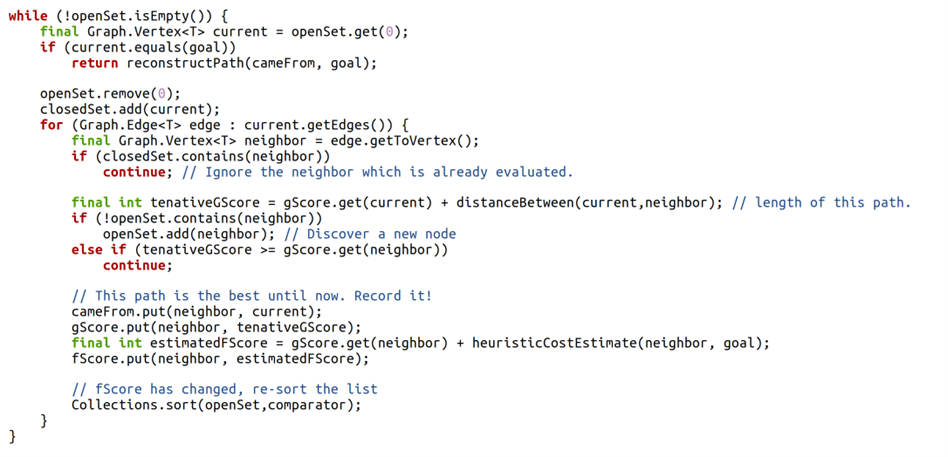 while (!openSet.isEmpty()) {
    final Graph.Vertex<T> current = openSet.get(0);
    if (current.equals(goal))
        return reconstructPath(cameFrom, goal);

    openSet.remove(0);
    closedSet.add(current);
    for (Graph.Edge<T> edge : current.getEdges()) {
        final Graph.Vertex<T> neighbor = edge.getToVertex();
        if (closedSet.contains(neighbor))
            continue; // Ignore the neighbor which is already evaluated.

        final int tenativeGScore = gScore.get(current) + distanceBetween(current,neighbor); // length of this path.
        if (!openSet.contains(neighbor))
            openSet.add(neighbor); // Discover a new node
        else if (tenativeGScore >= gScore.get(neighbor))
            continue;

        // This path is the best until now. Record it!
        cameFrom.put(neighbor, current);
        gScore.put(neighbor, tenativeGScore);
        final int estimatedFScore = gScore.get(neighbor) + heuristicCostEstimate(neighbor, goal);
        fScore.put(neighbor, estimatedFScore);

        // fScore has changed, re-sort the list
        Collections.sort(openSet,comparator);
    }
}